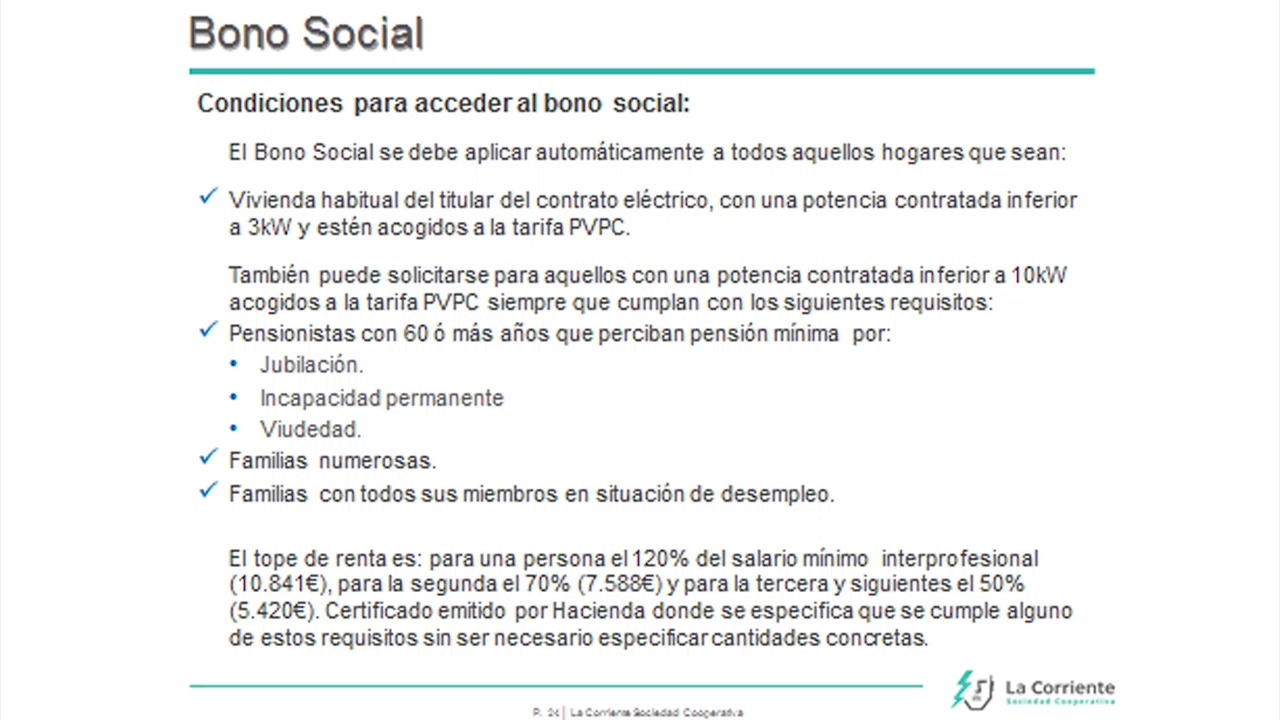 Bono Social
Condiciones para acceder al bono social:
El Bono Social se debe aplicar automáticamente a todos aquellos hogares que sean:
✓ Vivienda habitual del titular del contrato eléctrico, con una potencia contratada inferior
a 3kW y estén acogidos a la tarifa PVPC.
También puede solicitarse para aquellos con una potencia contratada inferior a 10kW
acogidos a la tarifa PVPC siempre que cumplan con los siguientes requisitos:
✓ Pensionistas con 60 ó más años que perciban pensión mínima por:
• Jubilación.
• Incapacidad permanente
• Viudedad.
✓ Familias numerosas.
✓ Familias con todos sus miembros en situación de desempleo.
El tope de renta es: para una persona el 120% del salario mínimo interprofesional
(10.841€), para la segunda el 70% (7.588€) y para la tercera y siguientes el 50%
(5.420€). Certificado emitido por Hacienda donde se especifica que se cumple alguno
de estos requisitos sin ser necesario especificar cantidades concretas.
La Corriente
Sociedad Cooperativa
P. 24 | La Corriente Sociedad Cooperativa